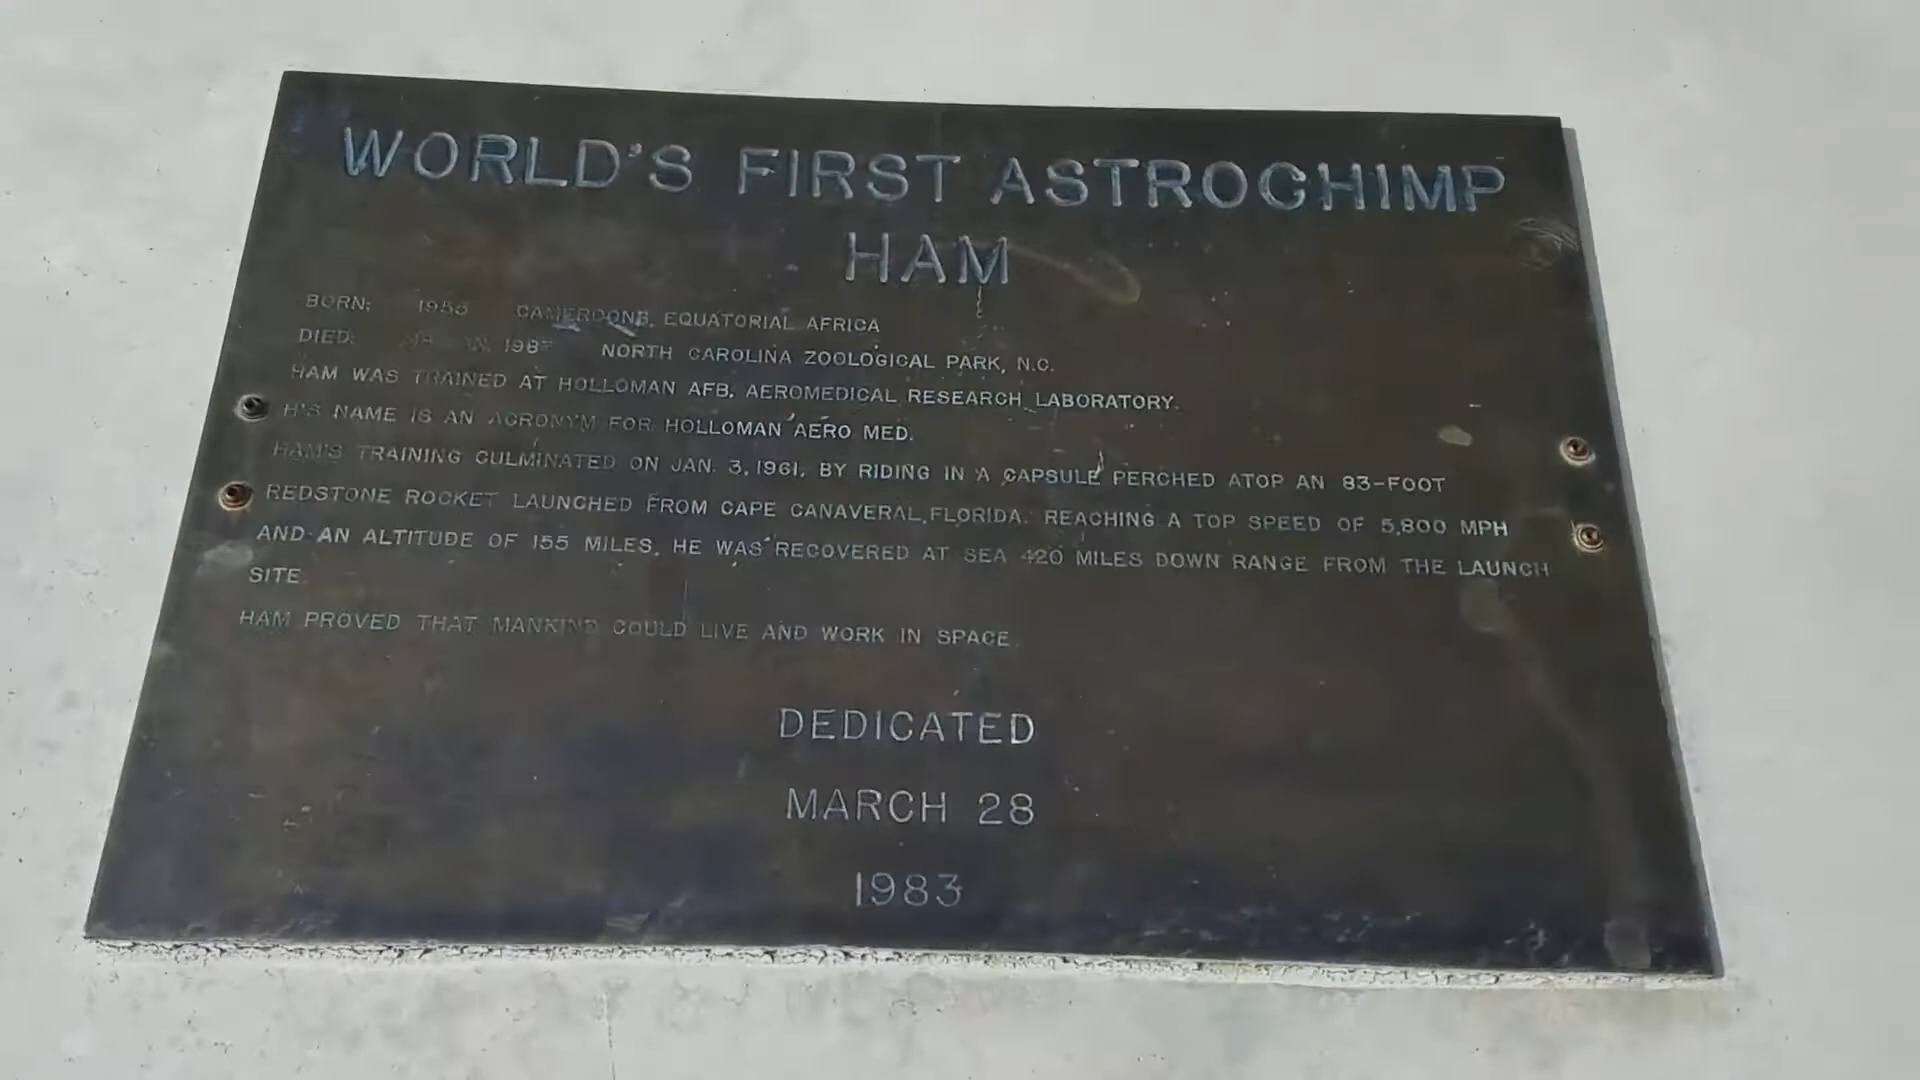 WORLD'S FIRST ASTROCHIMP
HAM
BORN: CAMEROONS, EQUATORIAL AFRICA
DIED: NORTH CAROLINA ZOOLOGICAL PARK, N.C.
HAM WAS TRAINED AT HOLLOMAN AFB, AEROMEDICAL RESEARCH LABORATORY.
HIS NAME IS AN ACRONYM FOR HOLLOMAN AERO MED.
HAM'S TRAINING CULMINATED ON JAN. 3, 1961, BY RIDING IN A CAPSULE PERCHED ATOP AN 83-FOOT
REDSTONE ROCKET LAUNCHED FROM CAPE CANAVERAL, FLORIDA. REACHING A TOP SPEED OF 5,800 MPH
AND AN ALTITUDE OF 155 MILES, HE WAS RECOVERED AT SEA 420 MILES DOWN RANGE FROM THE LAUNCH
SITE.
HAM PROVED THAT MANKIND COULD LIVE AND WORK IN SPACE.
DEDICATED
MARCH 28
1983